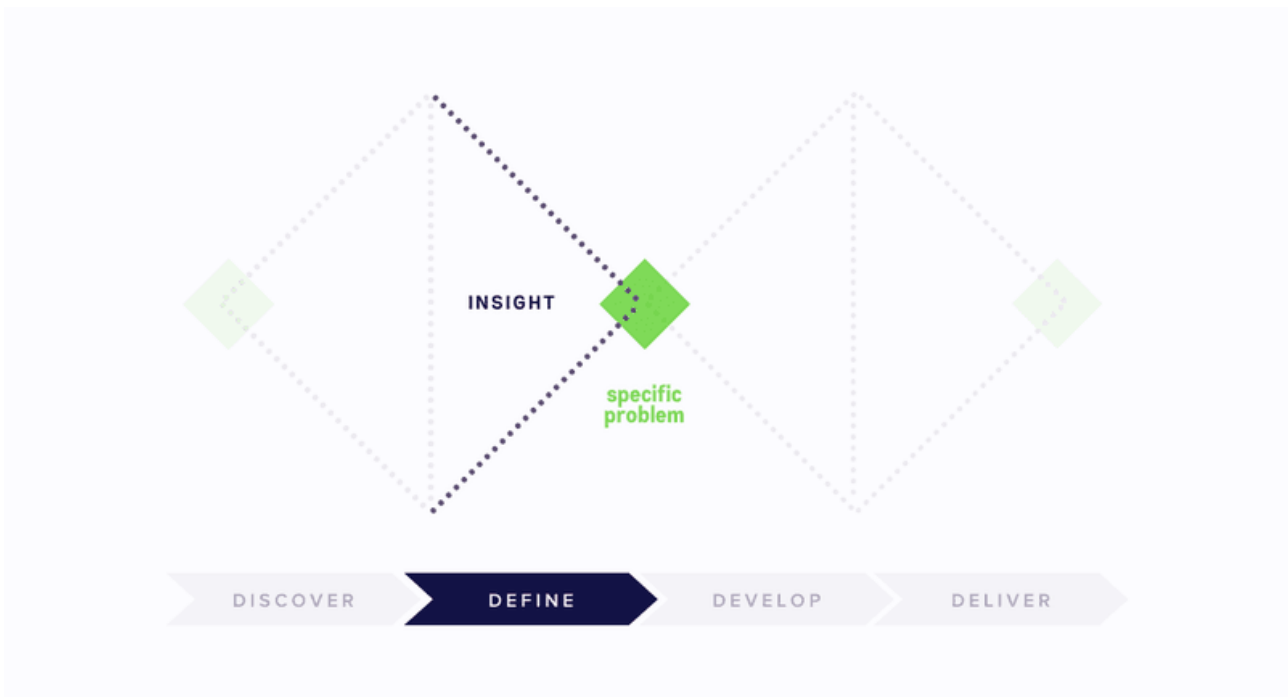 INSIGHT
specific
problem
DISCOVER
DEFINE
DEVELOP
DELIVER